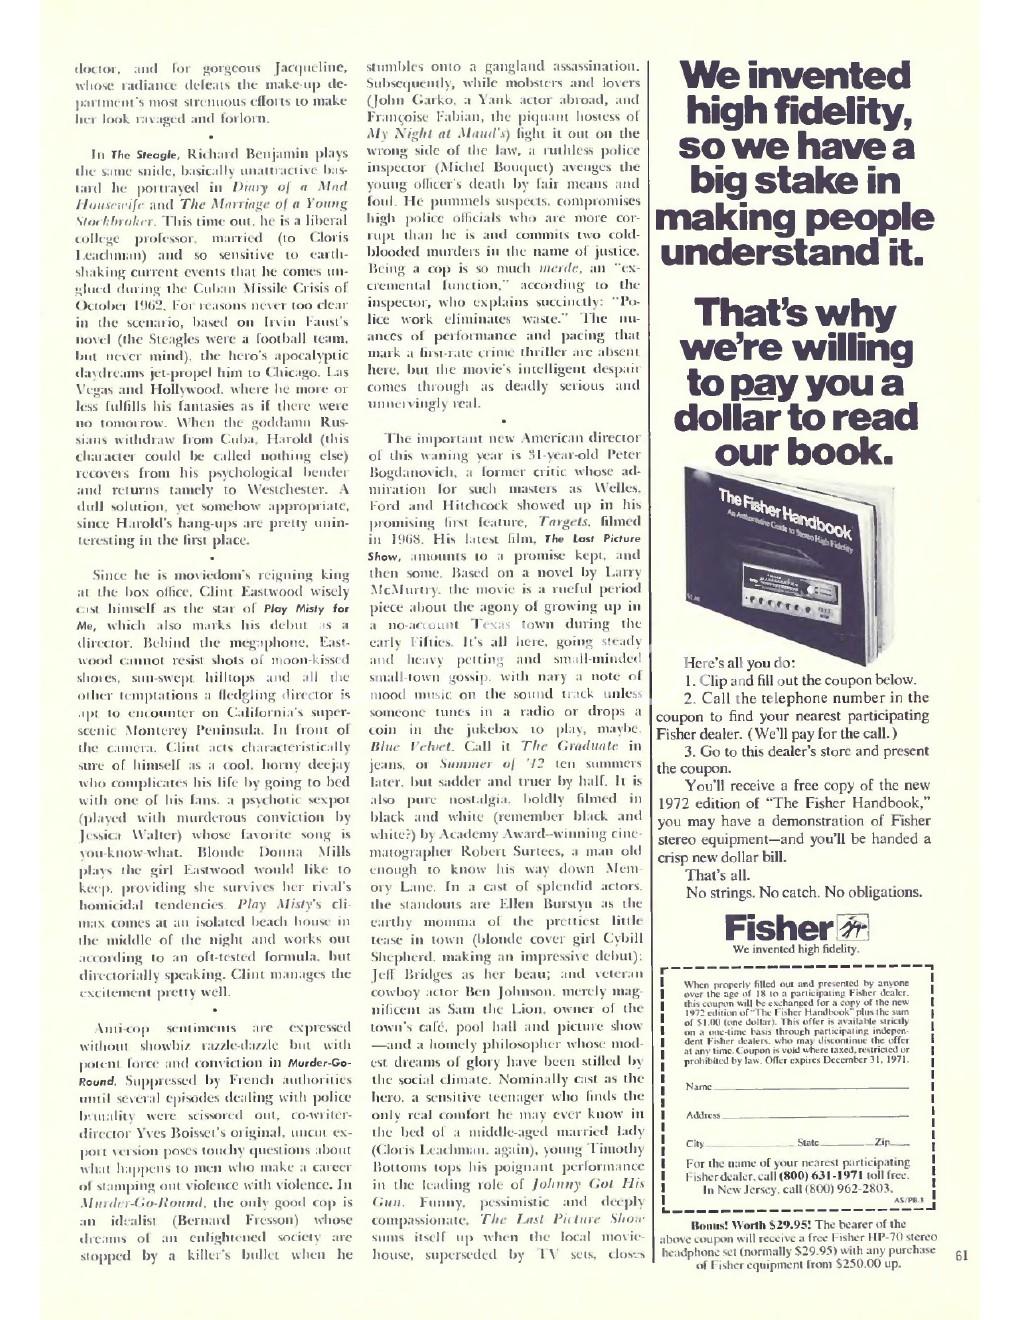 doctor, and for gorgeous Jacqueline,
whose radiance defeats the make-up de-
partment's most strenuous efforts to make
her look ravaged and forlorn.
•
In The Steagle, Richard Benjamin plays
the same snide, basically unattractive bas-
tard he portrayed in Diary of a Mad
Housewife and The Marriage of a Young
Stockbroker. This time out, he is a liberal
college professor, married (to Cloris
Leachman) and so sensitive to earth-
shaking current events that he comes un-
glued during the Cuban Missile Crisis of
October 1962. For reasons never too clear
in the scenario, based on Irvin Faust's
novel (the Steagles were a football team,
but never mind), the hero's apocalyptic
daydreams jet-propel him to Chicago, Las
Vegas and Hollywood, where he more or
less fulfills his fantasies as if there were
no tomorrow. When the goddamn Rus-
sians withdraw from Cuba, Harold (this
character could be called nothing else)
recovers from his psychological bender
and returns tamely to Westchester. A
dull solution, yet somehow appropriate,
since Harold's hang-ups are pretty unin-
teresting in the first place.
•
Since he is moviedom's reigning king
at the box office, Clint Eastwood wisely
cast himself as the star of Play Misty for
Me, which also marks his debut as a
director. Behind the megaphone, East-
wood cannot resist shots of moon-kissed
shores, sun-swept hilltops and all the
other temptations a fledgling director is
apt to encounter on California's super-
scenic Monterey Peninsula. In front of
the camera, Clint acts characteristically
sure of himself as a cool, horny deejay
who complicates his life by going to bed
with one of his fans, a psychotic sexpot
(played with murderous conviction by
Jessica Walter) whose favorite song is
you-know-what. Blonde Donna Mills
plays the girl Eastwood would like to
keep, providing she survives her rival's
homicidal tendencies. Play Misty's cli-
max comes at an isolated beach house in
the middle of the night and works out
according to an oft-tested formula, but
directorially speaking, Clint manages the
excitement pretty well.
•
Anti-cop sentiments are expressed
without showbiz razzle-dazzle but with
potent force and conviction in Murder-Go-
Round. Suppressed by French authorities
until several episodes dealing with police
brutality were scissored out, co-writer-
director Yves Boisset's original, uncut ex-
port version poses touchy questions about
what happens to men who make a career
of stamping out violence with violence. In
Murder-Go-Round, the only good cop is
an idealist (Bernard Fresson) whose
dreams of an enlightened society are
stopped by a killer's bullet when he
stumbles onto a gangland assassination.
Subsequently, while mobsters and lovers
(John Garko, a Yank actor abroad, and
Françoise Fabian, the piquant hostess of
My Night at Maud's) fight it out on the
wrong side of the law, a ruthless police
inspector (Michel Bouquet) avenges the
young officer's death by fair means and
foul. He pummels suspects, compromises
high police officials who are more cor-
rupt than he is and commits two cold-
blooded murders in the name of justice.
Being a cop is so much merde, an "ex-
cremental function," according to the
inspector, who explains succinctly: "Po-
lice work eliminates waste." The nu-
ances of performance and pacing that
mark a first-rate crime thriller are absent
here, but the movie's intelligent despair
comes through as deadly serious and
unnervingly real.
•
The important new American director
of this waning year is 31-year-old Peter
Bogdanovich, a former critic whose ad-
miration for such masters as Welles,
Ford and Hitchcock showed up in his
promising first feature, Targets, filmed
in 1968. His latest film, The Last Picture
Show, amounts to a promise kept, and
then some. Based on a novel by Larry
McMurtry, the movie is a rueful period
piece about the agony of growing up in
a no-account Texas town during the
early Fifties. It's all here, going steady
and heavy petting and small-minded
small-town gossip, with nary a note of
mood music on the sound track unless
someone tunes in a radio or drops a
coin in the jukebox to play, maybe,
Blue Velvet. Call it The Graduate in
jeans, or Summer of '42 ten summers
later, but sadder and truer by half. It is
also pure nostalgia, boldly filmed in
black and white (remember black and
white?) by Academy Award–winning cine-
matographer Robert Surtees, a man old
enough to know his way down Mem-
ory Lane. In a cast of splendid actors,
the standouts are Ellen Burstyn as the
earthy momma of the prettiest little
tease in town (blonde cover girl Cybill
Shepherd, making an impressive debut);
Jeff Bridges as her beau; and veteran
cowboy actor Ben Johnson, merely mag-
nificent as Sam the Lion, owner of the
town's café, pool hall and picture show
—and a homely philosopher whose mod-
est dreams of glory have been stifled by
the social climate. Nominally cast as the
hero, a sensitive teenager who finds the
only real comfort he may ever know in
the bed of a middle-aged married lady
(Cloris Leachman, again), young Timothy
Bottoms tops his poignant performance
in the leading role of Johnny Got His
Gun. Funny, pessimistic and deeply
compassionate, The Last Picture Show
sums itself up when the local movie-
house, superseded by TV sets, closes
We invented
high fidelity,
so we have a
big stake in
making people
understand it.
That's why
we're willing
to pay you a
dollar to read
our book.
The Fisher Handbook
An Authoritative Guide to Stereo High Fidelity
Here's all you do:
1. Clip and fill out the coupon below.
2. Call the telephone number in the
coupon to find your nearest participating
Fisher dealer. (We'll pay for the call.)
3. Go to this dealer's store and present
the coupon.
You'll receive a free copy of the new
1972 edition of "The Fisher Handbook,"
you may have a demonstration of Fisher
stereo equipment—and you'll be handed a
crisp new dollar bill.
That's all.
No strings. No catch. No obligations.
Fisher
We invented high fidelity.
When properly filled out and presented by anyone
over the age of 18 to a participating Fisher dealer,
this coupon will be exchanged for a copy of the new
1972 edition of "The Fisher Handbook" plus the sum
of $1.00 (one dollar). This offer is available strictly
on a one-time basis through participating indepen-
dent Fisher dealers, who may discontinue the offer
at any time. Coupon is void where taxed, restricted or
prohibited by law. Offer expires December 31, 1971.
Name
Address
City State Zip
For the name of your nearest participating
Fisher dealer, call (800) 631-1971 toll free.
In New Jersey, call (800) 962-2803.
AS/PB.1
Bonus! Worth $29.95! The bearer of the
above coupon will receive a free Fisher HP-70 stereo
headphone set (normally $29.95) with any purchase
of Fisher equipment from $250.00 up.
61